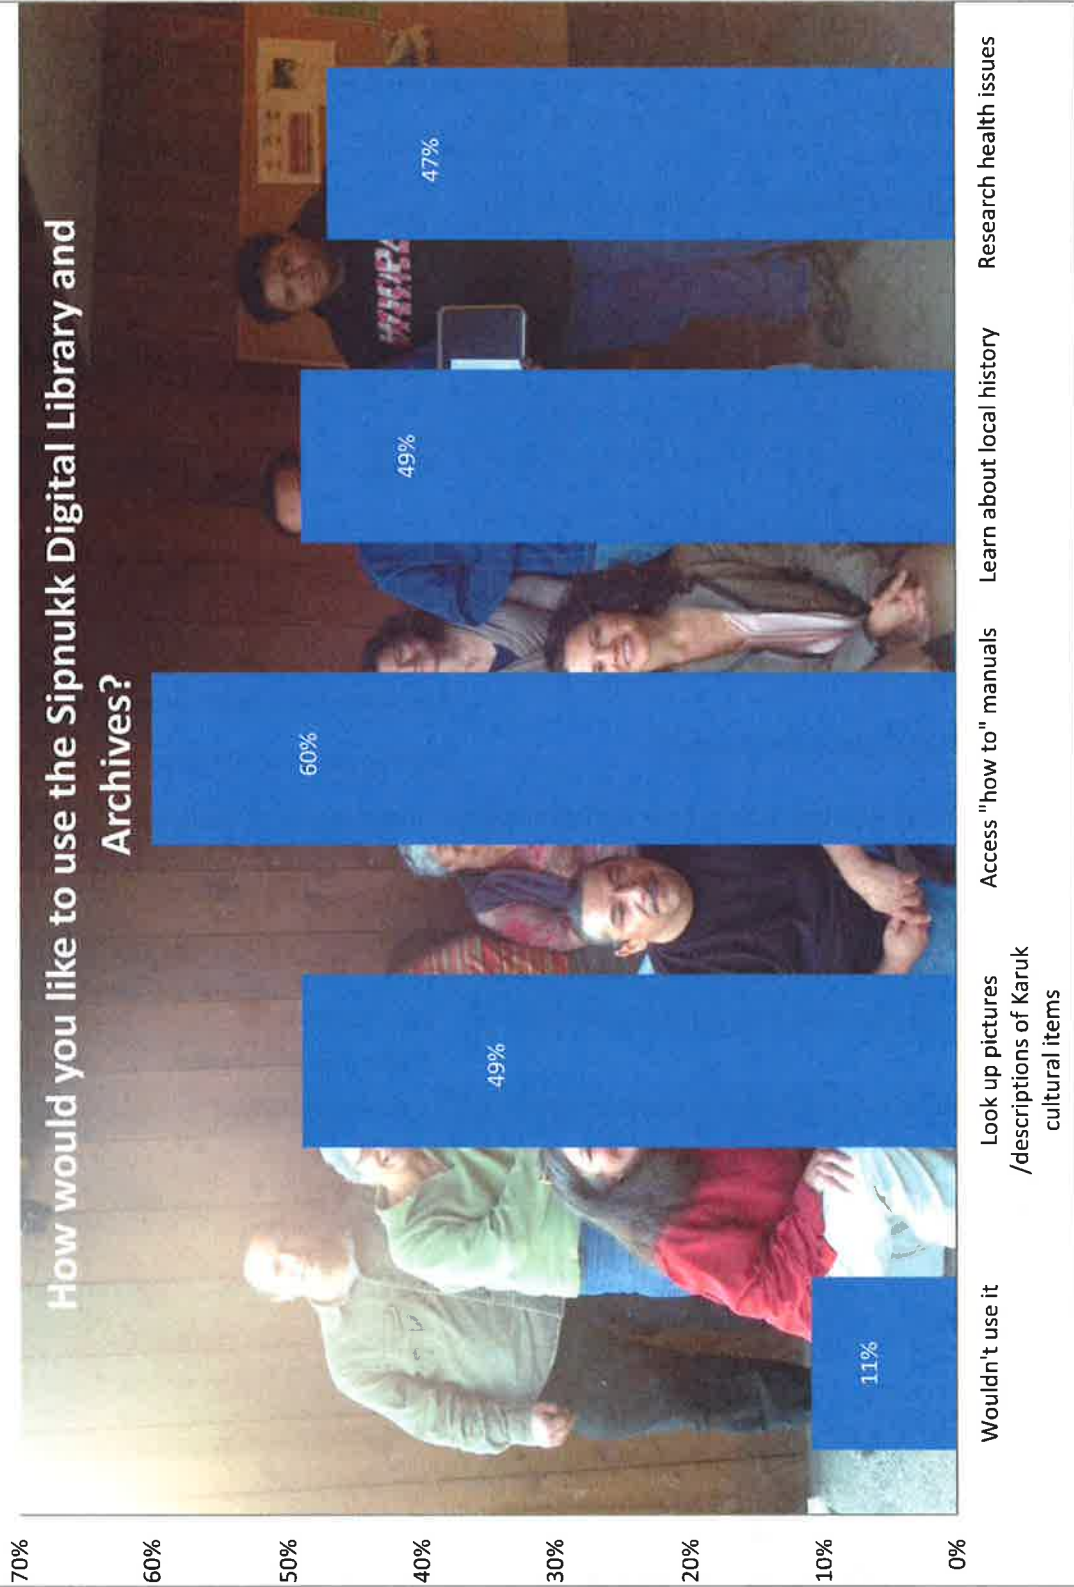 How would you like to use the Sipnukk Digital Library and
Archives?
70%
60%
50%
40%
30%
20%
10%
0%
11%
49%
60%
49%
47%
Wouldn't use it
Look up pictures
/descriptions of Karuk
cultural items
Access "how to" manuals
Learn about local history
Research health issues